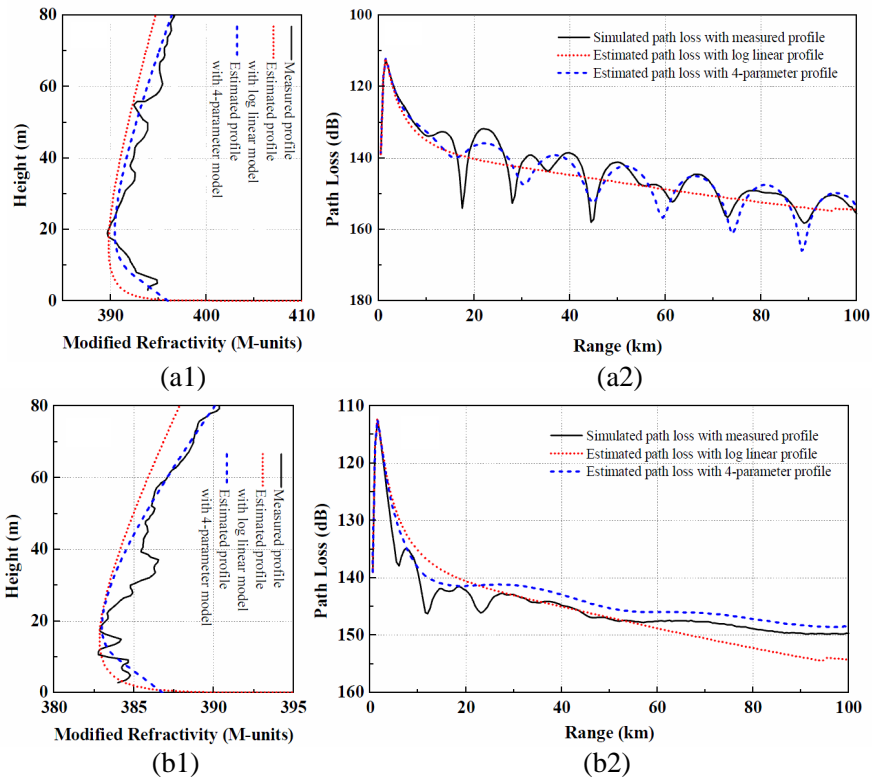 80
60
40
20
0
Height (m)
390
400
410
Modified Refractivity (M-units)
Measured profile
Estimated profile
with log linear model
Estimated profile
with 4-parameter model
(a1)
100
120
140
160
180
Path Loss (dB)
0
20
40
60
80
100
Range (km)
Simulated path loss with measured profile
Estimated path loss with log linear profile
Estimated path loss with 4-parameter profile
(a2)
80
60
40
20
0
Height (m)
380
385
390
395
Modified Refractivity (M-units)
Measured profile
Estimated profile
with log linear model
Estimated profile
with 4-parameter model
(b1)
110
120
130
140
150
160
Path Loss (dB)
0
20
40
60
80
100
Range (km)
Simulated path loss with measured profile
Estimated path loss with log linear profile
Estimated path loss with 4-parameter profile
(b2)